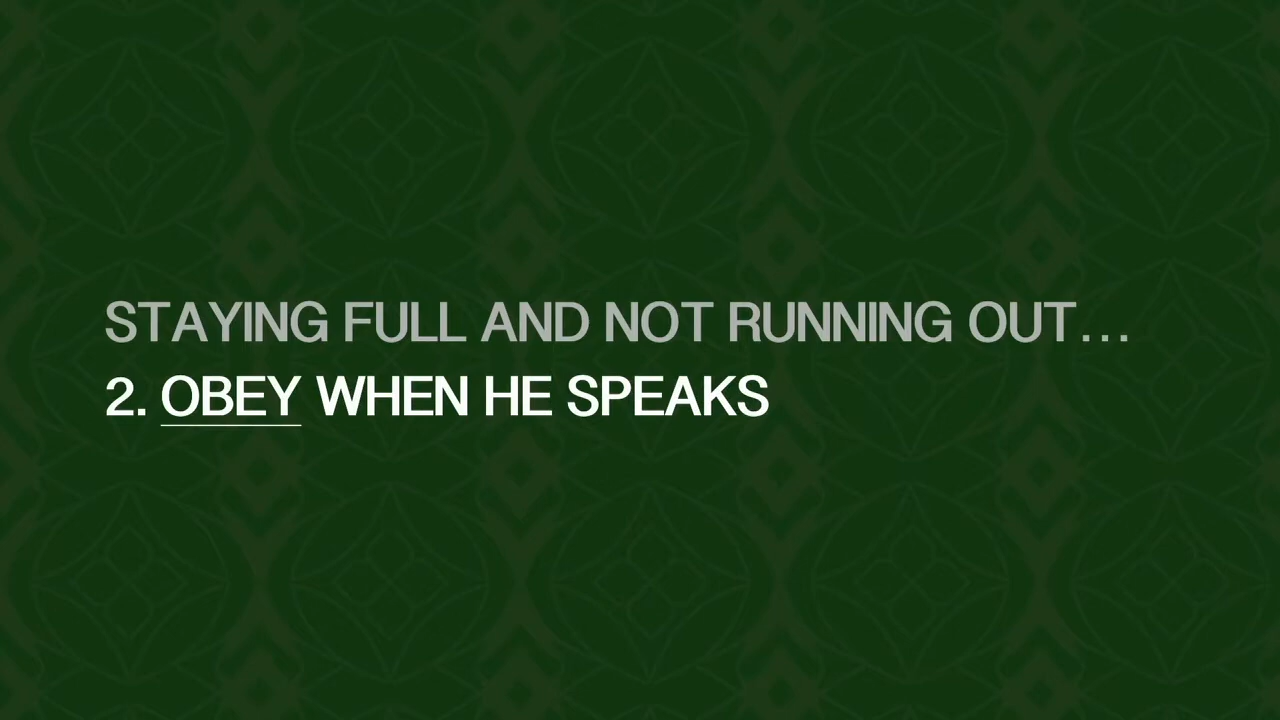 STAYING FULL AND NOT RUNNING OUT...
2. OBEY WHEN HE SPEAKS